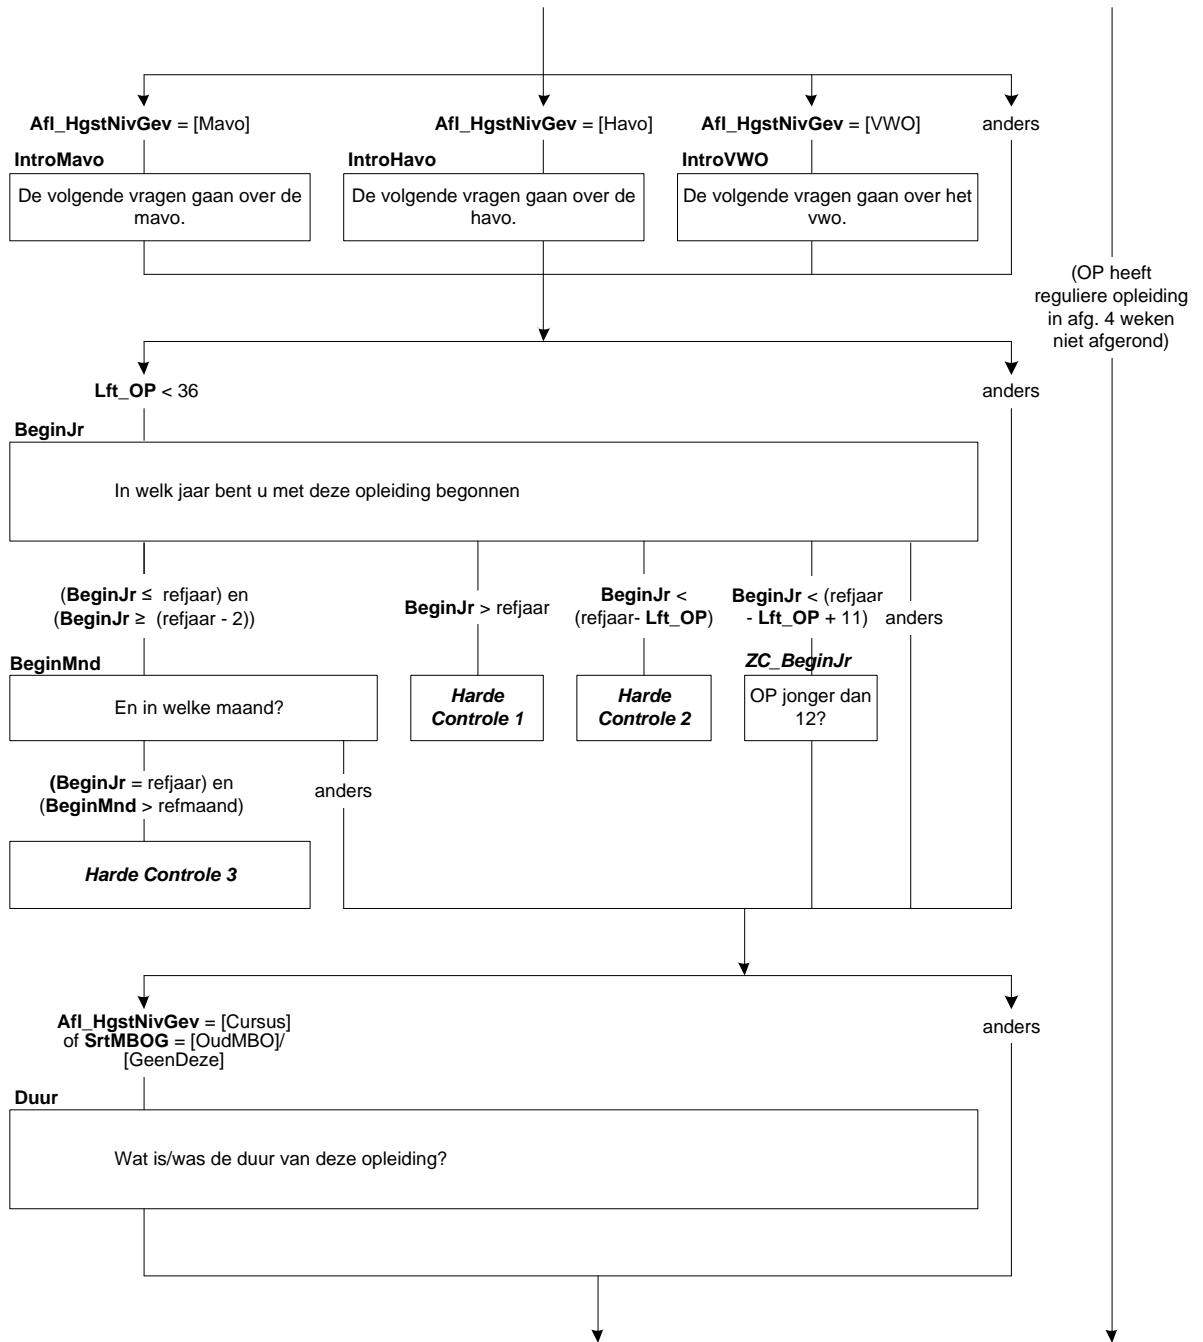 Afl_HgstNivGev = [Mavo]
Afl_HgstNivGev = [Havo]
Afl_HgstNivGev = [VWO]
anders
IntroMavo
De volgende vragen gaan over de
mavo.
IntroHavo
De volgende vragen gaan over de
havo.
IntroVWO
De volgende vragen gaan over het
vwo.
(OP heeft
reguliere opleiding
in afg. 4 weken
niet afgerond)
Lft_OP < 36
anders
BeginJr
In welk jaar bent u met deze opleiding begonnen
(BeginJr ≤ refjaar) en
(BeginJr ≥ (refjaar - 2))
BeginJr > refjaar
BeginJr <
(refjaar- Lft_OP)
BeginJr < (refjaar
- Lft_OP + 11)
anders
BeginMnd
En in welke maand?
Harde
Controle 1
Harde
Controle 2
ZC_BeginJr
OP jonger dan
12?
(BeginJr = refjaar) en
(BeginMnd > refmaand)
anders
Harde Controle 3
Afl_HgstNivGev = [Cursus]
of SrtMBOG = [OudMBO]/
[GeenDeze]
anders
Duur
Wat is/was de duur van deze opleiding?